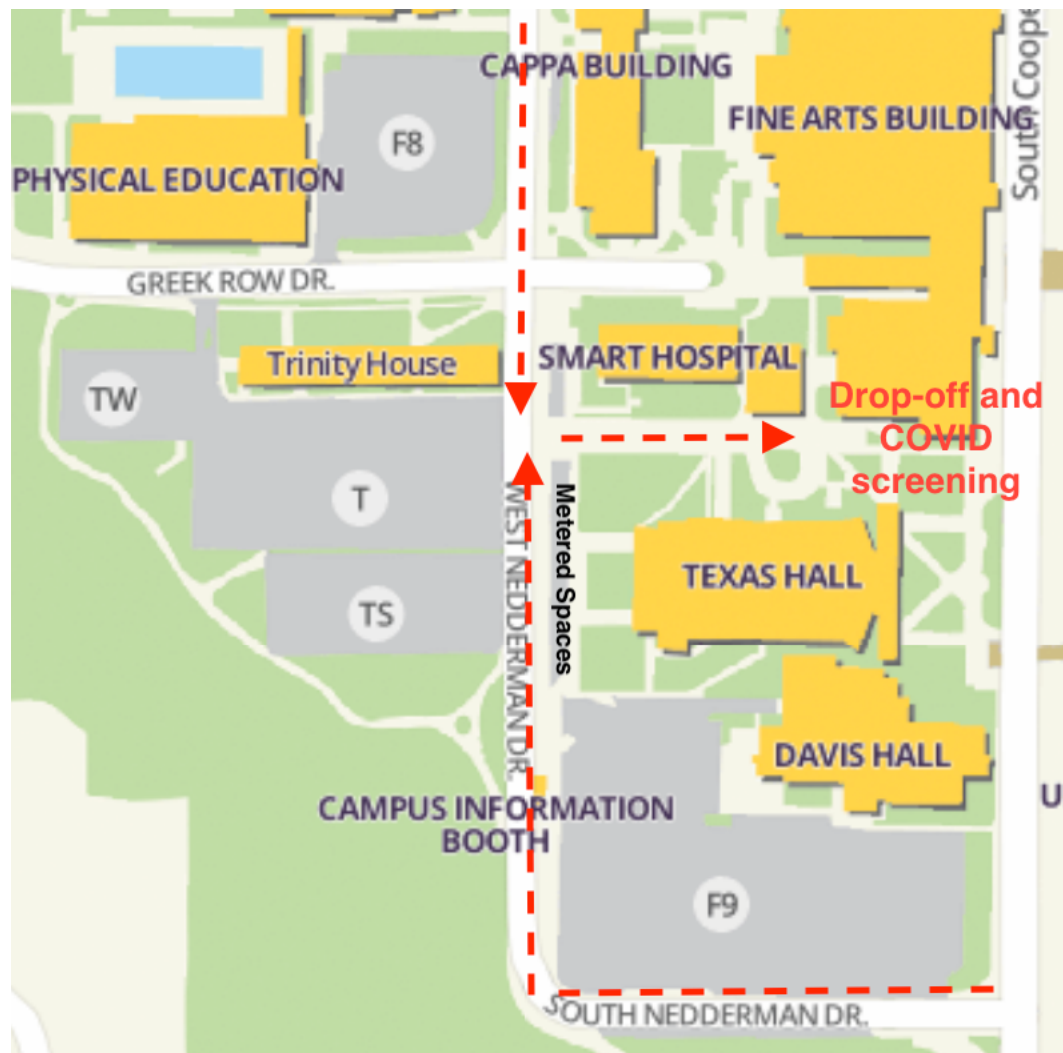 CAPPA BUILDING
FINE ARTS BUILDING
South Coope
F8
PHYSICAL EDUCATION
GREEK ROW DR.
Trinity House
SMART HOSPITAL
TW
Drop-off and
COVID
screening
T
WEST NEDDERMAN DR.
Metered Spaces
TEXAS HALL
TS
DAVIS HALL
U
CAMPUS INFORMATION
BOOTH
F9
SOUTH NEDDERMAN DR.